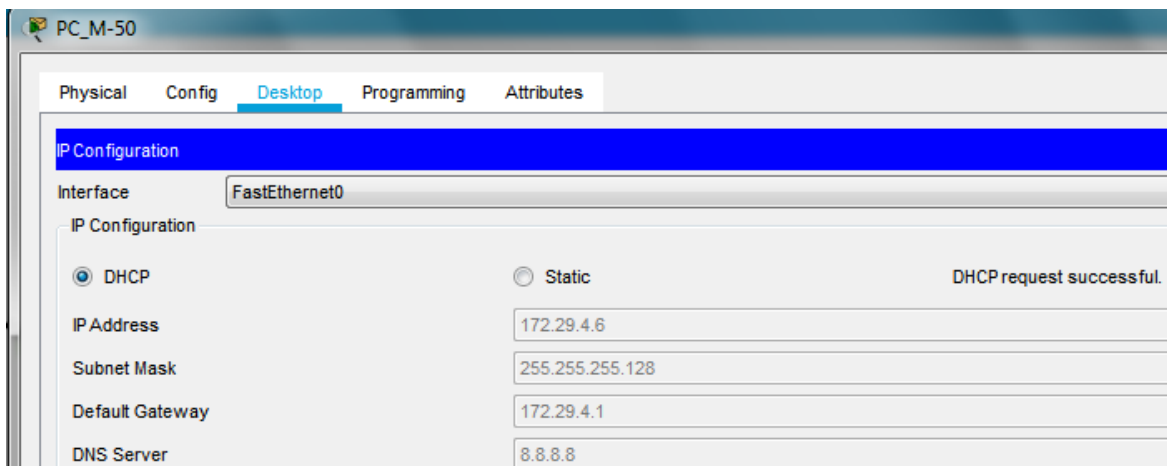 PC_M-50
Physical Config Desktop Programming Attributes
IP Configuration
Interface FastEthernet0
IP Configuration
DHCP Static DHCP request successful.
IP Address 172.29.4.6
Subnet Mask 255.255.255.128
Default Gateway 172.29.4.1
DNS Server 8.8.8.8